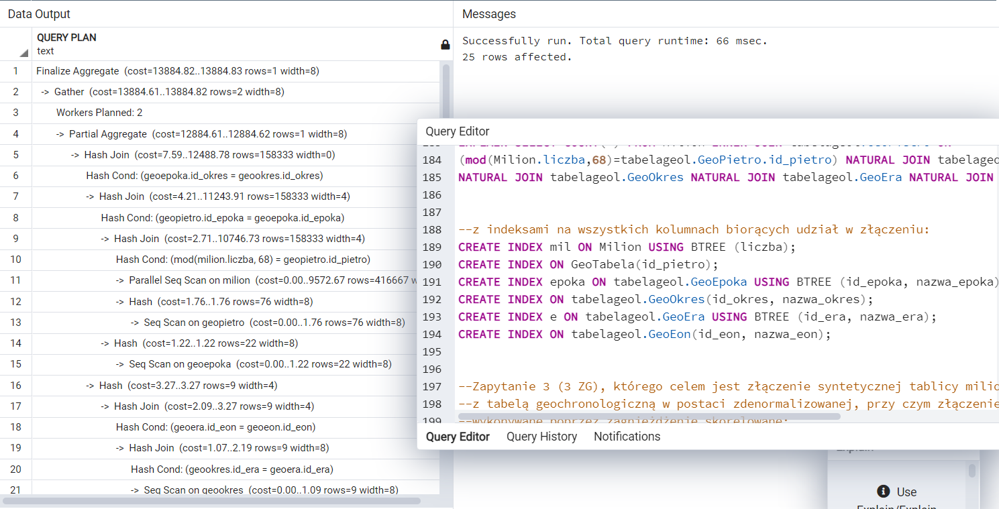 Data Output
QUERY PLAN
text
1 Finalize Aggregate (cost=13884.82..13884.83 rows=1 width=8)
2 -> Gather (cost=13884.61..13884.82 rows=2 width=8)
3 Workers Planned: 2
4 -> Partial Aggregate (cost=12884.61..12884.62 rows=1 width=8)
5 -> Hash Join (cost=7.59..12488.78 rows=158333 width=0)
6 Hash Cond: (geoepoka.id_okres = geookres.id_okres)
7 -> Hash Join (cost=4.21..11243.91 rows=158333 width=4)
8 Hash Cond: (geopietro.id_epoka = geoepoka.id_epoka)
9 -> Hash Join (cost=2.71..10746.73 rows=158333 width=4)
10 Hash Cond: (mod(milion.liczba, 68) = geopietro.id_pietro)
11 -> Parallel Seq Scan on milion (cost=0.00..9572.67 rows=416667 w
12 -> Hash (cost=1.76..1.76 rows=76 width=8)
13 -> Seq Scan on geopietro (cost=0.00..1.76 rows=76 width=8)
14 -> Hash (cost=1.22..1.22 rows=22 width=8)
15 -> Seq Scan on geoepoka (cost=0.00..1.22 rows=22 width=8)
16 -> Hash (cost=3.27..3.27 rows=9 width=4)
17 -> Hash Join (cost=2.09..3.27 rows=9 width=4)
18 Hash Cond: (geoera.id_eon = geoeon.id_eon)
19 -> Hash Join (cost=1.07..2.19 rows=9 width=8)
20 Hash Cond: (geookres.id_era = geoera.id_era)
21 -> Seq Scan on geookres (cost=0.00..1.09 rows=9 width=8)
Messages
Successfully run. Total query runtime: 66 msec.
25 rows affected.
Query Editor
184 (mod(Milion.liczba,68)=tabelageol.GeoPietro.id_pietro) NATURAL JOIN tabelageo
185 NATURAL JOIN tabelageol.GeoOkres NATURAL JOIN tabelageol.GeoEra NATURAL JOIN
186
187
188 --z indeksami na wszystkich kolumnach biorących udział w złączeniu:
189 CREATE INDEX mil ON Milion USING BTREE (liczba);
190 CREATE INDEX ON GeoTabela(id_pietro);
191 CREATE INDEX epoka ON tabelageol.GeoEpoka USING BTREE (id_epoka, nazwa_epoka)
192 CREATE INDEX ON tabelageol.GeoOkres(id_okres, nazwa_okres);
193 CREATE INDEX e ON tabelageol.GeoEra USING BTREE (id_era, nazwa_era);
194 CREATE INDEX ON tabelageol.GeoEon(id_eon, nazwa_eon);
195
196
197 --Zapytanie 3 (3 ZG), którego celem jest złączenie syntetycznej tablicy milio
198 --z tabelą geochronologiczną w postaci zdenormalizowanej, przy czym złączenie
199 --wykonywane poprzez zagnieżdżenie skorelowane:
Query Editor Query History Notifications
Explain
Use
Explain/Explain